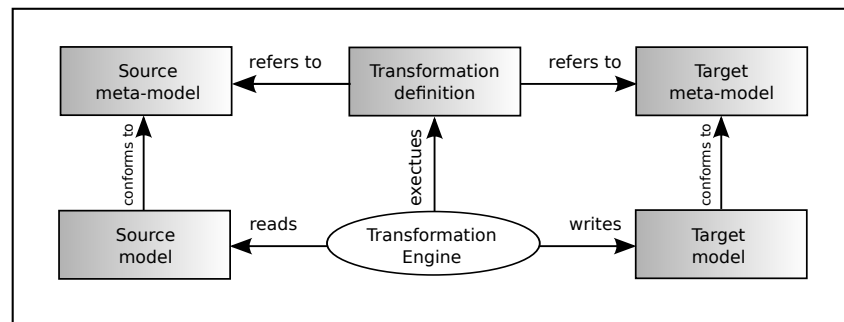 Source
meta-model
refers to
Transformation
definition
refers to
Target
meta-model
conforms to
exectues
conforms to
Source
model
reads
Transformation
Engine
writes
Target
model